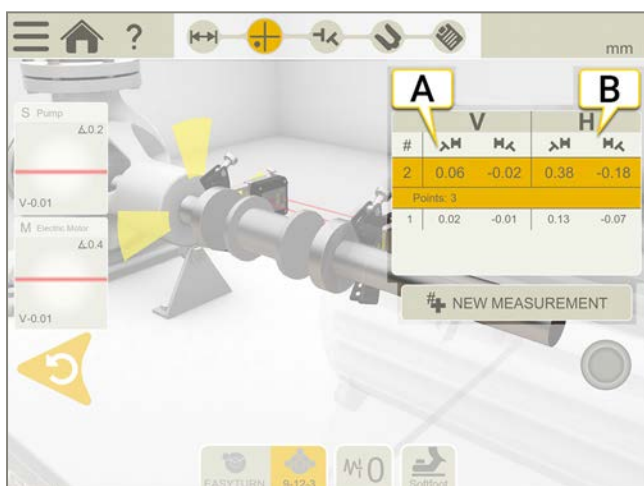 ?
mm
A
B
V H
#
2 0.06 -0.02 0.38 -0.18
Points: 3
1 0.02 -0.01 0.13 -0.07
NEW MEASUREMENT
S Pump
∡0.2
V-0.01
M Electric Motor
∡0.4
V-0.01
0
EASYTURN
9-12-3
Softfoot